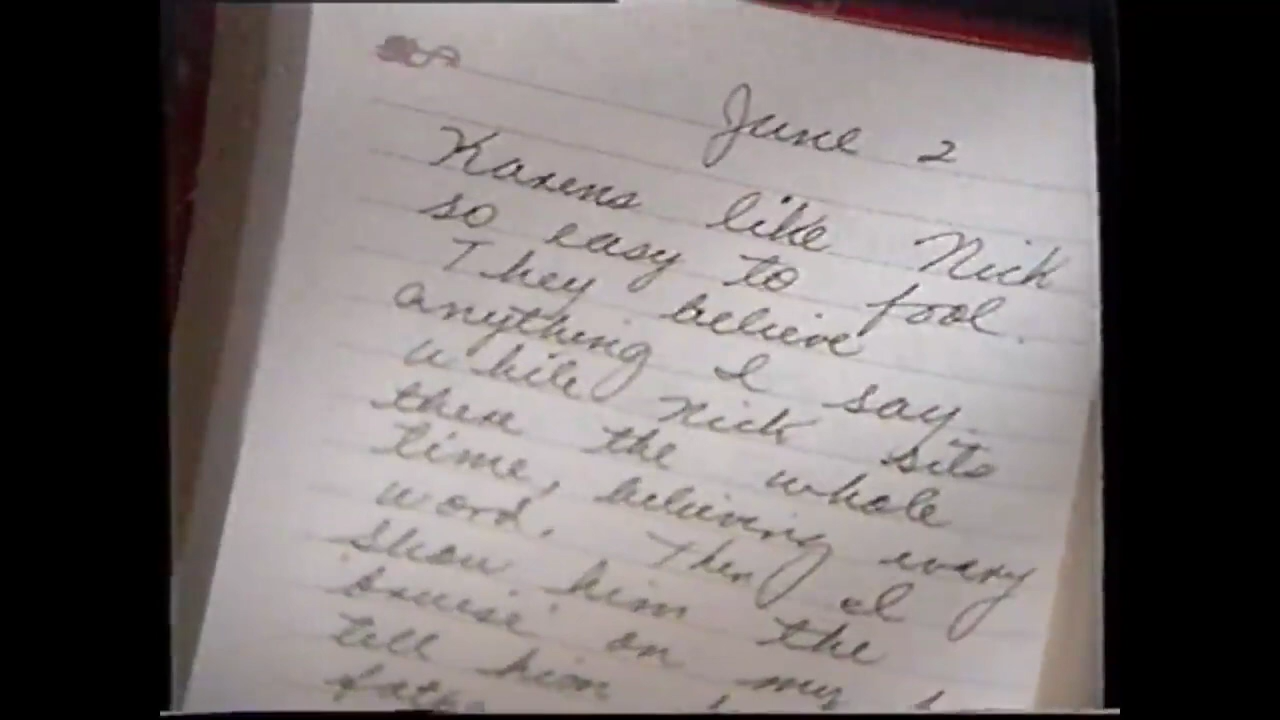 June 2
Karens like Nick
so easy to fool.
They believe
anything I say
while Nick sits
there the whole
time, believing every
word. Then I
show him the
bruise on my
tell him
father